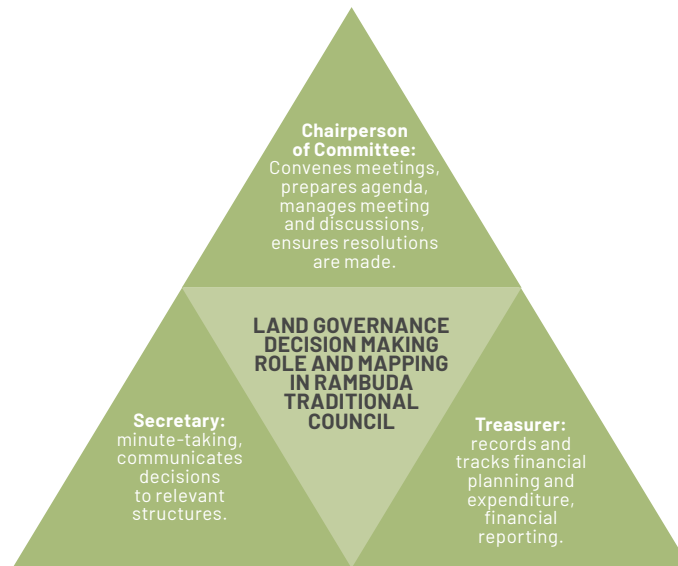 Chairperson
of Committee:
Convenes meetings,
prepares agenda,
manages meeting
and discussions,
ensures resolutions
are made.
LAND GOVERNANCE
DECISION MAKING
ROLE AND MAPPING
IN RAMBUDA
TRADITIONAL
COUNCIL
Secretary:
minute-taking,
communicates
decisions
to relevant
structures.
Treasurer:
records and
tracks financial
planning and
expenditure,
financial
reporting.